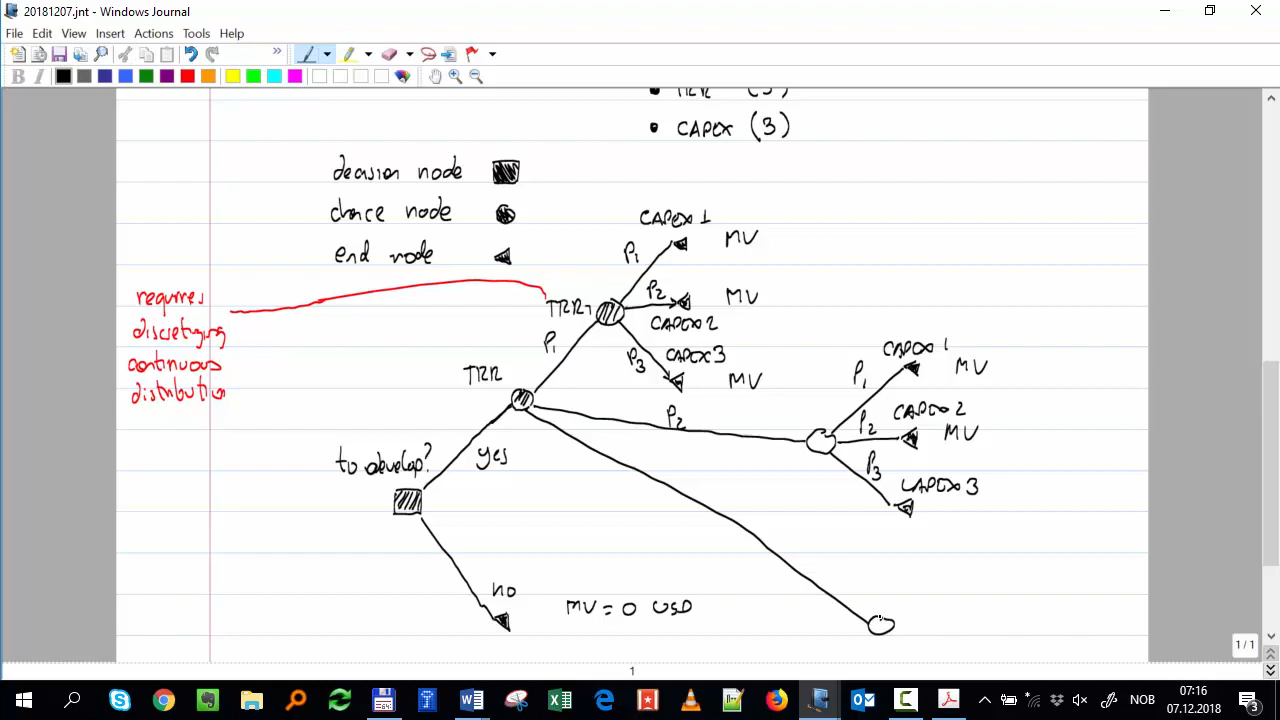 20181207.jnt - Windows Journal
File Edit View Insert Actions Tools Help
B I
• TRR (3)
• CAPEX (3)
decision node
chance node
end node
CAPEX 1
MV
P1
P2
MV
CAPEX 2
TRR1
P3
CAPEX 3
MV
requires
discretizing
continuous
distribution
P1
TRR
P2
CAPEX 1
MV
P1
CAPEX 2
P2
MV
P3
CAPEX 3
to develop?
yes
no
MV = 0 USD
1 / 1
1
NOB
07:16
07.12.2018
3